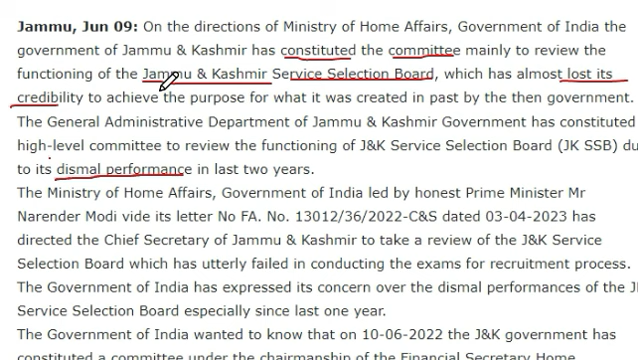 Jammu, Jun 09: On the directions of Ministry of Home Affairs, Government of India the
government of Jammu & Kashmir has constituted the committee mainly to review the
functioning of the Jammu & Kashmir Service Selection Board, which has almost lost its
credibility to achieve the purpose for what it was created in past by the then government.
The General Administrative Department of Jammu & Kashmir Government has constituted
high-level committee to review the functioning of J&K Service Selection Board (JK SSB) du
to its dismal performance in last two years.
The Ministry of Home Affairs, Government of India led by honest Prime Minister Mr
Narender Modi vide its letter No FA. No. 13012/36/2022-C&S dated 03-04-2023 has
directed the Chief Secretary of Jammu & Kashmir to take a review of the J&K Service
Selection Board which has utterly failed in conducting the exams for recruitment process.
The Government of India has expressed its concern over the dismal performances of the J
Service Selection Board especially since last one year.
The Government of India wanted to know that on 10-06-2022 the J&K government has
constituted a committee under the chairmanship of the Financial Secretary Home